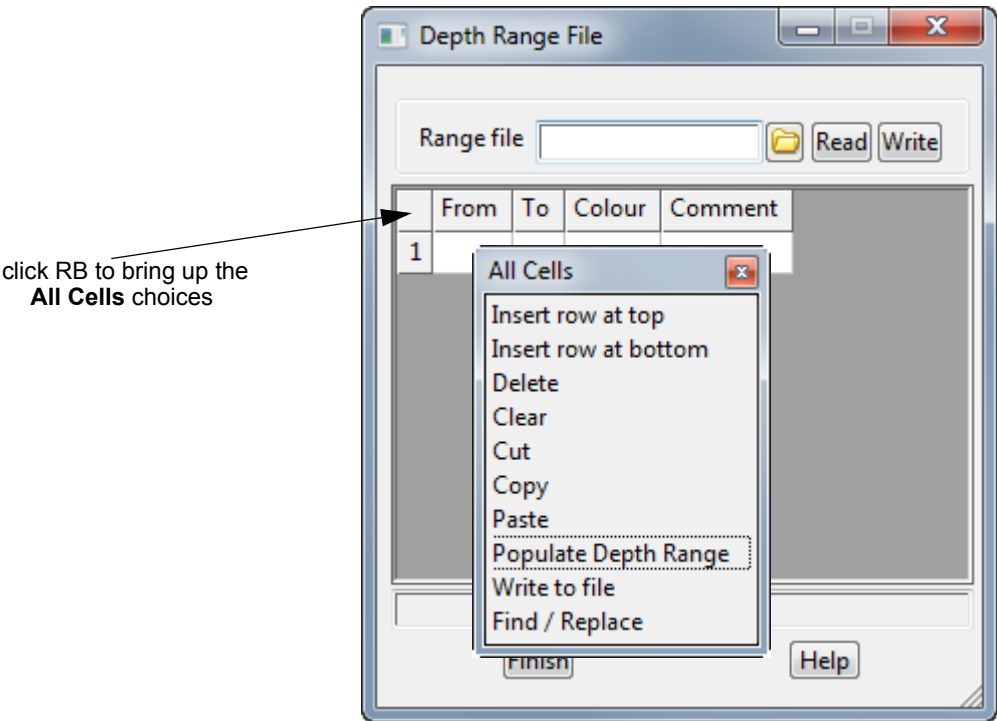 Depth Range File
Range file Read Write
From To Colour Comment
1
click RB to bring up the
All Cells choices
All Cells
Insert row at top
Insert row at bottom
Delete
Clear
Cut
Copy
Paste
Populate Depth Range
Write to file
Find / Replace
Finish Help